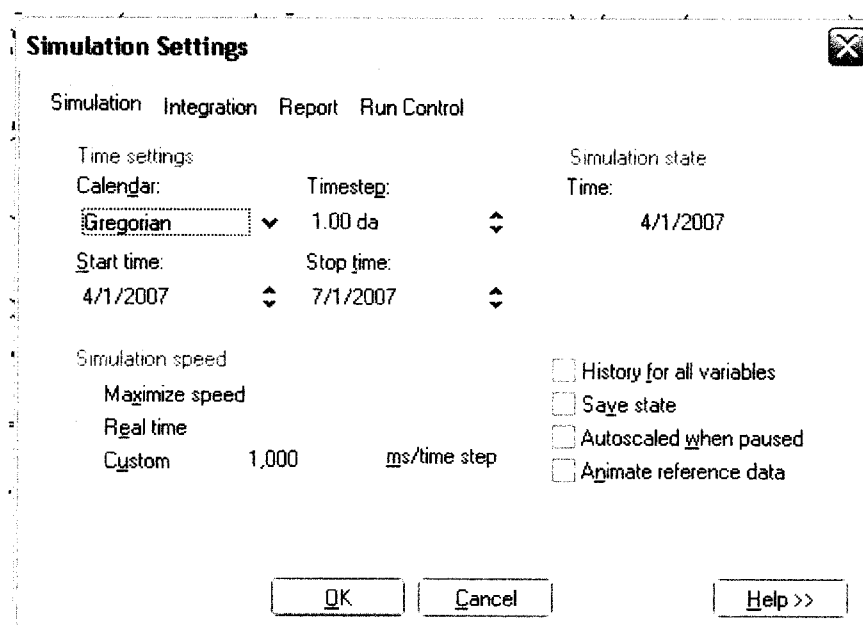 Simulation Settings
Simulation Integration Report Run Control
Time settings
Simulation state
Calendar:
Timestep:
Time:
Gregorian
1.00 da
4/1/2007
Start time:
Stop time:
4/1/2007
7/1/2007
Simulation speed
Maximize speed
Real time
Custom 1,000 ms/time step
History for all variables
Save state
Autoscaled when paused
Animate reference data
OK Cancel Help >>